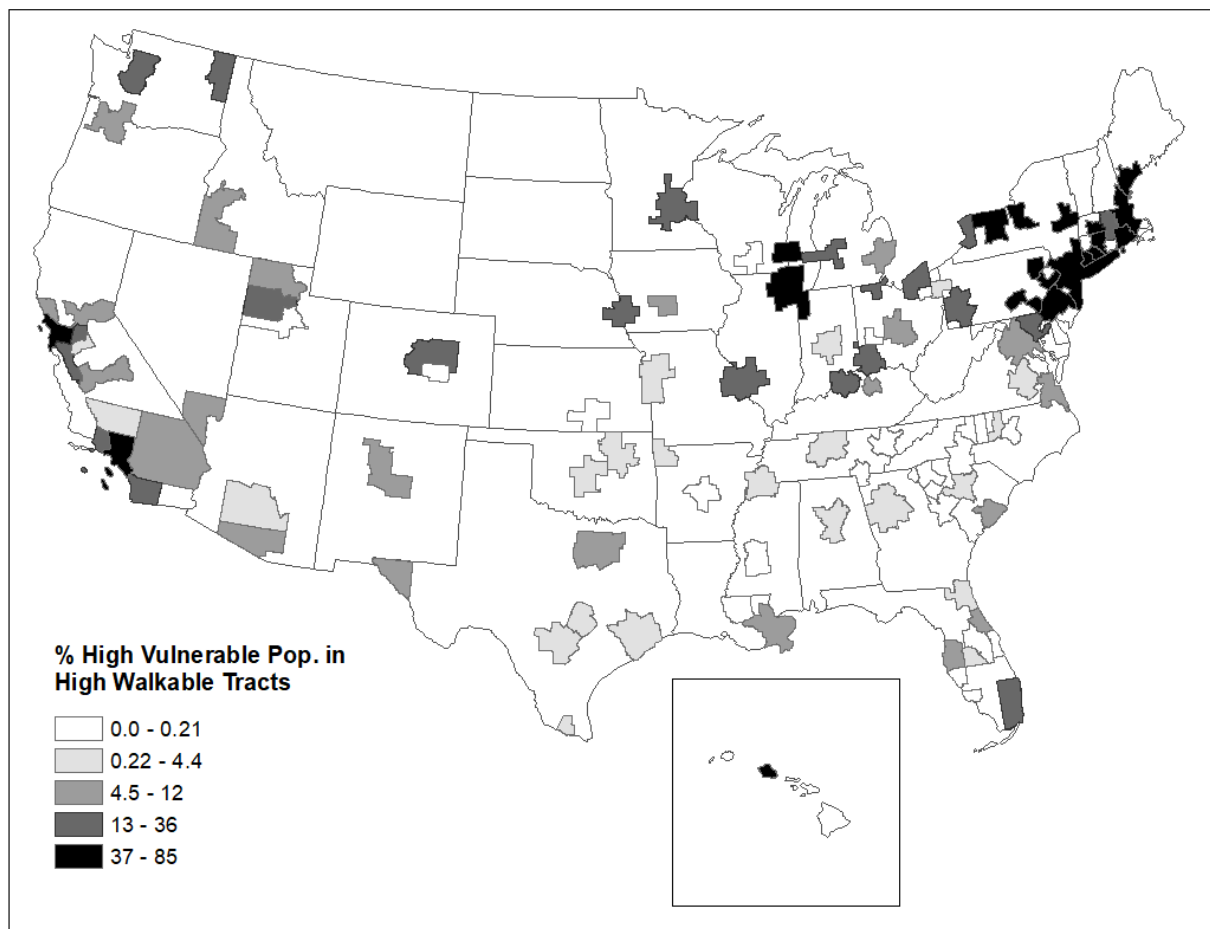 % High Vulnerable Pop. in
High Walkable Tracts
0.0 - 0.21
0.22 - 4.4
4.5 - 12
13 - 36
37 - 85